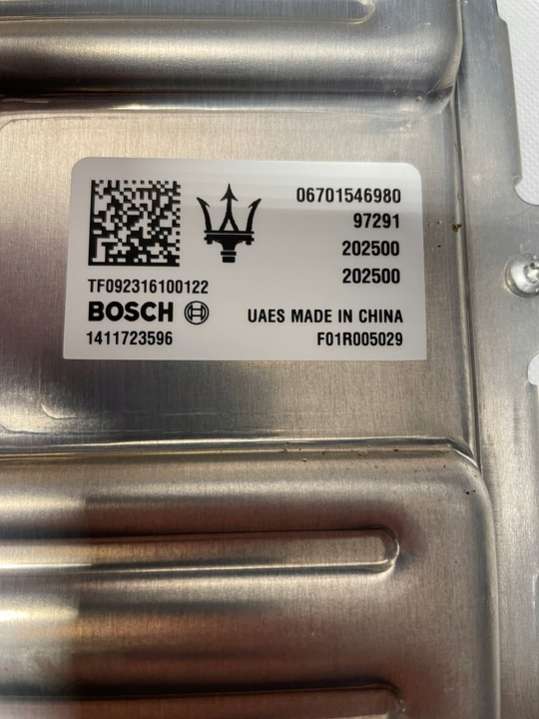 06701546980
97291
202500
202500
TF092316100122
BOSCH
UAES MADE IN CHINA
1411723596
F01R005029